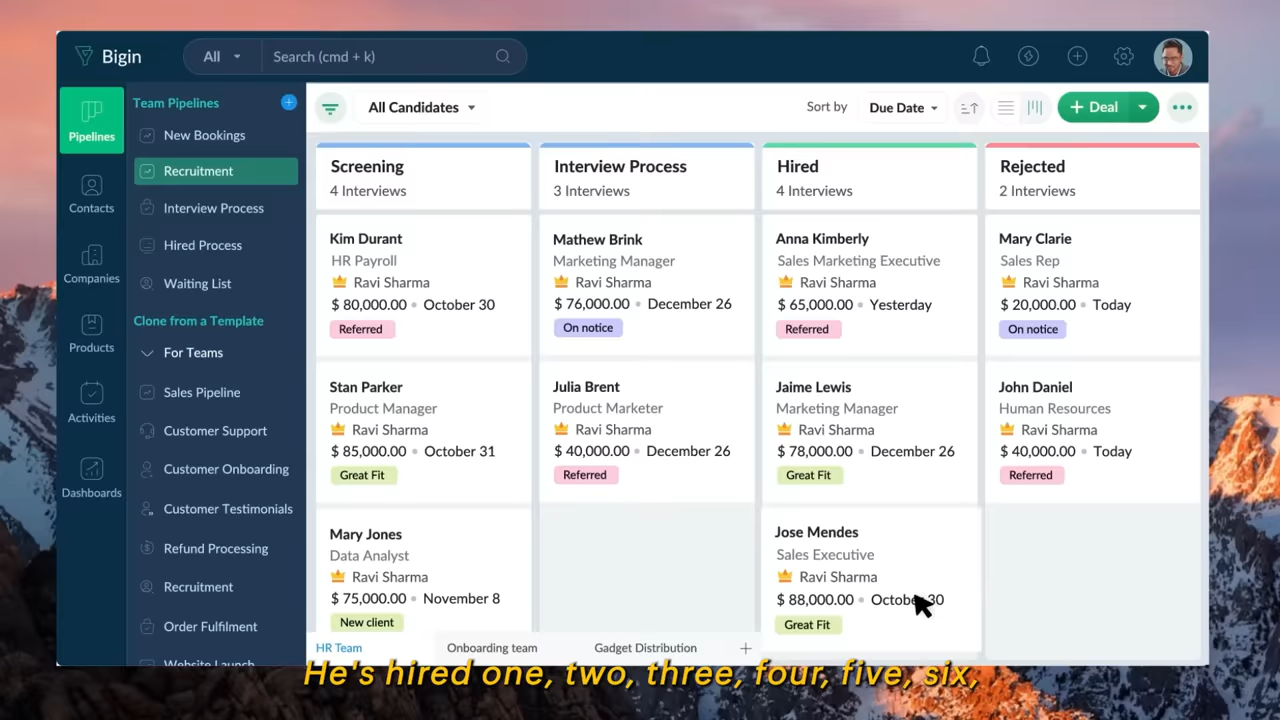 Bigin
All
Search (cmd + k)
Pipelines
Contacts
Companies
Products
Activities
Dashboards
Team Pipelines
New Bookings
Recruitment
Interview Process
Hired Process
Waiting List
Clone from a Template
For Teams
Sales Pipeline
Customer Support
Customer Onboarding
Customer Testimonials
Refund Processing
Recruitment
Order Fulfilment
Website Launch
All Candidates
Sort by
Due Date
+ Deal
Screening
4 Interviews
Kim Durant
HR Payroll
Ravi Sharma
$ 80,000.00 • October 30
Referred
Stan Parker
Product Manager
Ravi Sharma
$ 85,000.00 • October 31
Great Fit
Mary Jones
Data Analyst
Ravi Sharma
$ 75,000.00 • November 8
New client
Interview Process
3 Interviews
Mathew Brink
Marketing Manager
Ravi Sharma
$ 76,000.00 • December 26
On notice
Julia Brent
Product Marketer
Ravi Sharma
$ 40,000.00 • December 26
Referred
Hired
4 Interviews
Anna Kimberly
Sales Marketing Executive
Ravi Sharma
$ 65,000.00 • Yesterday
Referred
Jaime Lewis
Marketing Manager
Ravi Sharma
$ 78,000.00 • December 26
Great Fit
Jose Mendes
Sales Executive
Ravi Sharma
$ 88,000.00 • October 30
Great Fit
Rejected
2 Interviews
Mary Clarie
Sales Rep
Ravi Sharma
$ 20,000.00 • Today
On notice
John Daniel
Human Resources
Ravi Sharma
$ 40,000.00 • Today
Referred
HR Team
Onboarding team
Gadget Distribution
He's hired one, two, three, four, five, six,